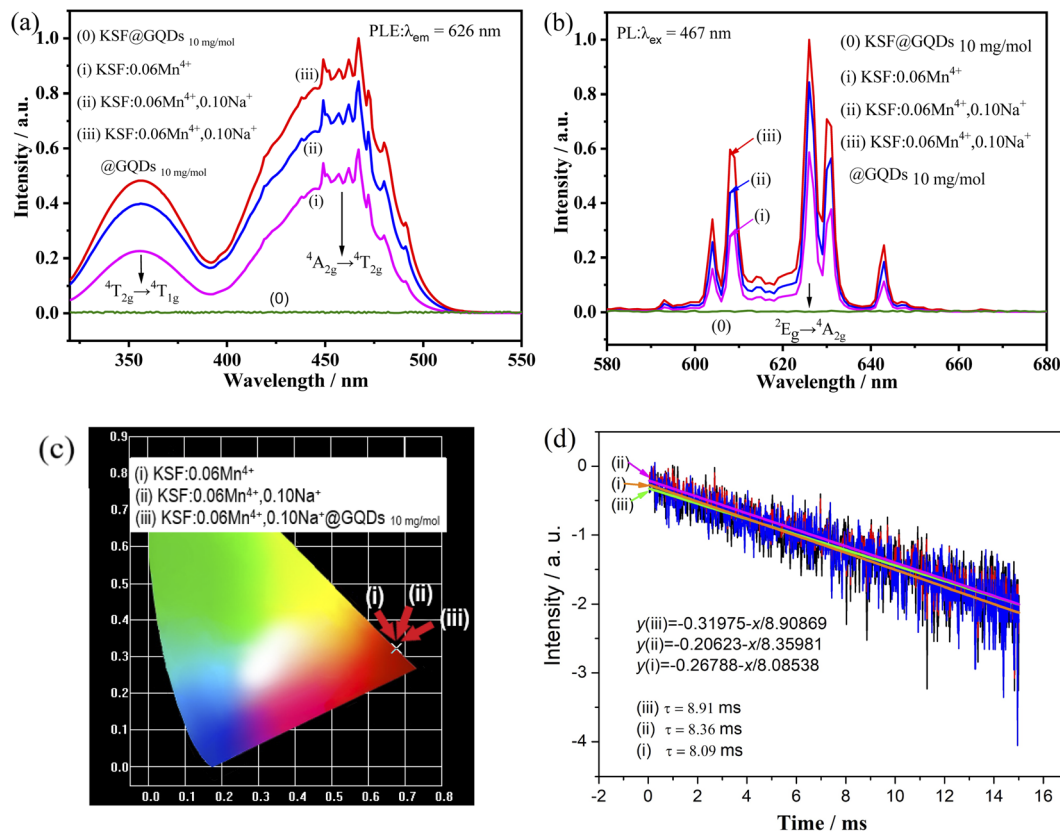 (a)
(0) KSF@GQDs 10 mg/mol
(i) KSF:0.06Mn⁴⁺
(ii) KSF:0.06Mn⁴⁺,0.10Na⁺
(iii) KSF:0.06Mn⁴⁺,0.10Na⁺
@GQDs 10 mg/mol
PLE:λem = 626 nm
(iii)
(ii)
(i)
(0)
⁴T2g→⁴T1g
⁴A2g→⁴T2g
Intensity / a.u.
1.0
0.8
0.6
0.4
0.2
0.0
350 400 450 500 550
Wavelength / nm
(b)
PL:λex = 467 nm
(0) KSF@GQDs 10 mg/mol
(i) KSF:0.06Mn⁴⁺
(ii) KSF:0.06Mn⁴⁺,0.10Na⁺
(iii) KSF:0.06Mn⁴⁺,0.10Na⁺
@GQDs 10 mg/mol
(iii)
(ii)
(i)
(0)
²Eg→⁴A2g
Intensity / a.u.
1.0
0.8
0.6
0.4
0.2
0.0
580 600 620 640 660 680
Wavelength / nm
(c)
(i) KSF:0.06Mn⁴⁺
(ii) KSF:0.06Mn⁴⁺,0.10Na⁺
(iii) KSF:0.06Mn⁴⁺,0.10Na⁺@GQDs 10 mg/mol
(i)
(ii)
(iii)
0.9
0.8
0.7
0.6
0.5
0.4
0.3
0.2
0.1
0.0
0.0 0.1 0.2 0.3 0.4 0.5 0.6 0.7 0.8
(d)
(ii)
(i)
(iii)
y(iii)=-0.31975-x/8.90869
y(ii)=-0.20623-x/8.35981
y(i)=-0.26788-x/8.08538
(iii) τ = 8.91 ms
(ii) τ = 8.36 ms
(i) τ = 8.09 ms
Intensity / a. u.
0
-1
-2
-3
-4
-2 0 2 4 6 8 10 12 14 16
Time / ms